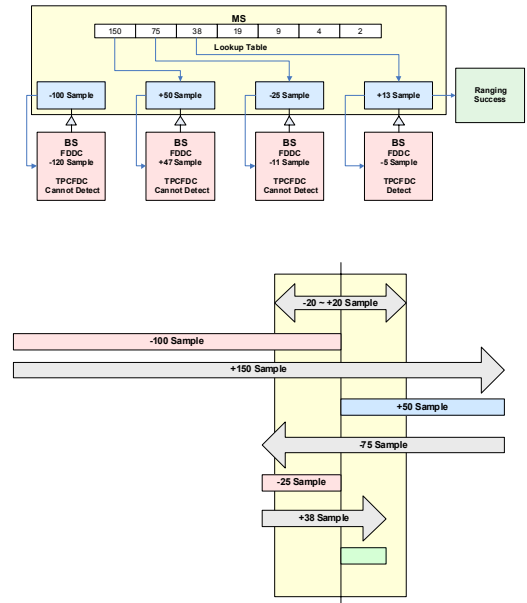 MS
150 75 38 19 9 4 2
Lookup Table
-100 Sample
+50 Sample
-25 Sample
+13 Sample
Ranging
Success
BS
FDDC
-120 Sample
TPCFDC
Cannot Detect
BS
FDDC
+47 Sample
TPCFDC
Cannot Detect
BS
FDDC
-11 Sample
TPCFDC
Cannot Detect
BS
FDDC
-5 Sample
TPCFDC
Detect
-20 ~ +20 Sample
-100 Sample
+150 Sample
+50 Sample
-75 Sample
-25 Sample
+38 Sample